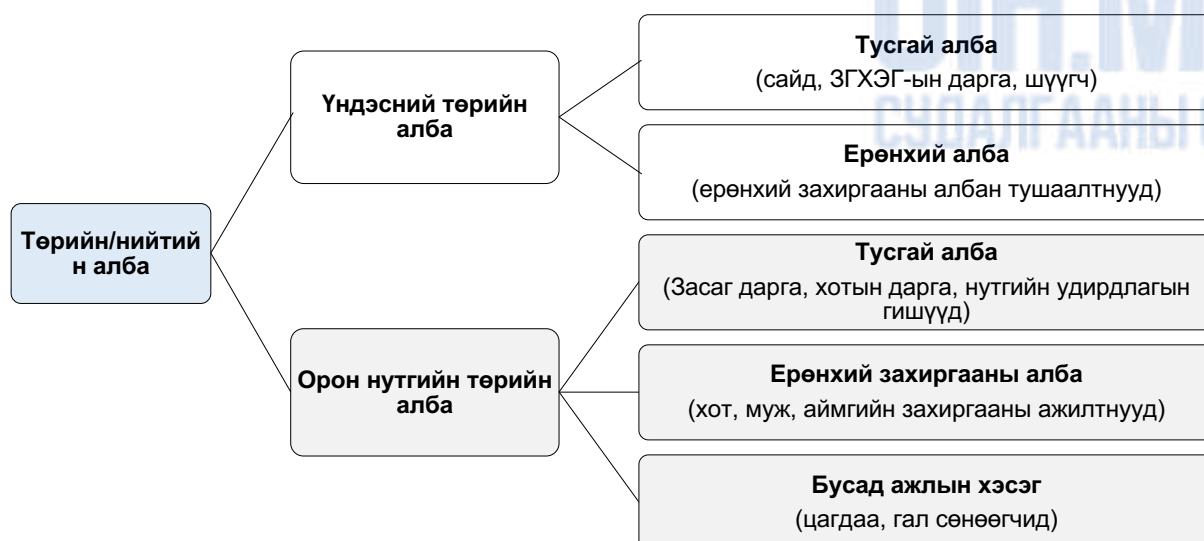 Тусгай алба
(сайд, ЗГХЭГ-ын дарга, шүүгч)
Үндэсний төрийн
алба
Ерөнхий алба
(ерөнхий захиргааны албан тушаалтнууд)
Төрийн/нийтий
н алба
Тусгай алба
(Засаг дарга, хотын дарга, нутгийн удирдлагын
гишүүд)
Орон нутгийн төрийн
алба
Ерөнхий захиргааны алба
(хот, муж, аймгийн захиргааны ажилтнууд)
Бусад ажлын хэсэг
(цагдаа, гал сөнөөгчид)